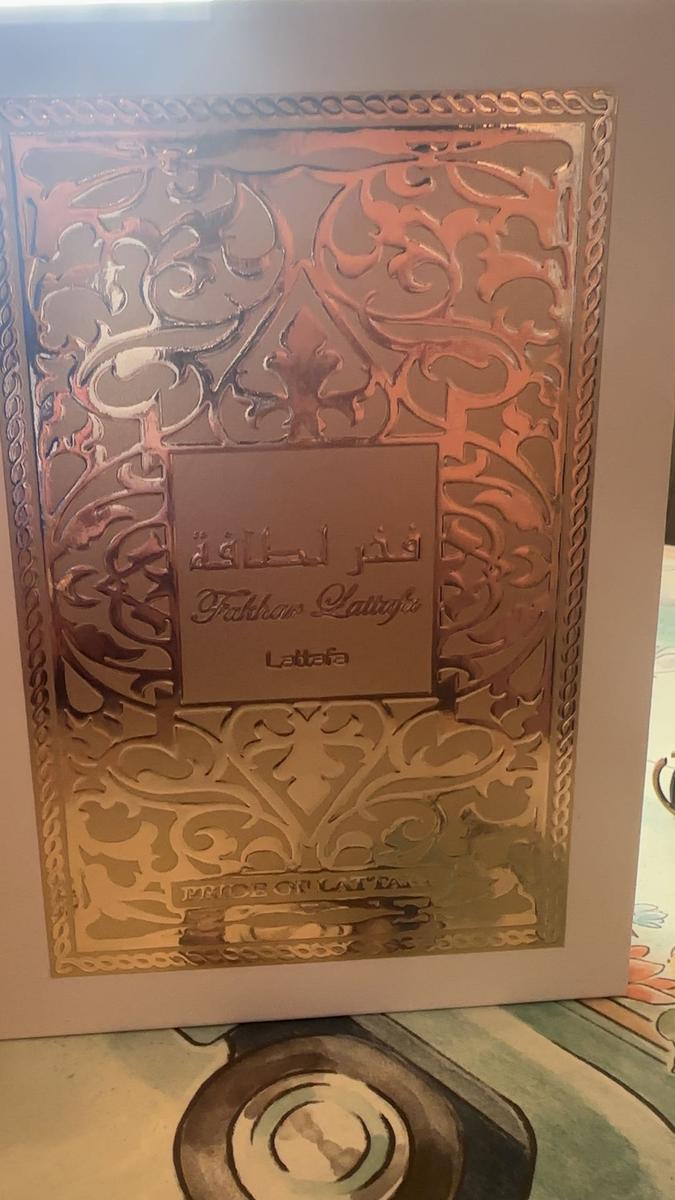 فخر لطافة
Fakhar Lattafa
Lattafa
PRIDE OF LATTAFA